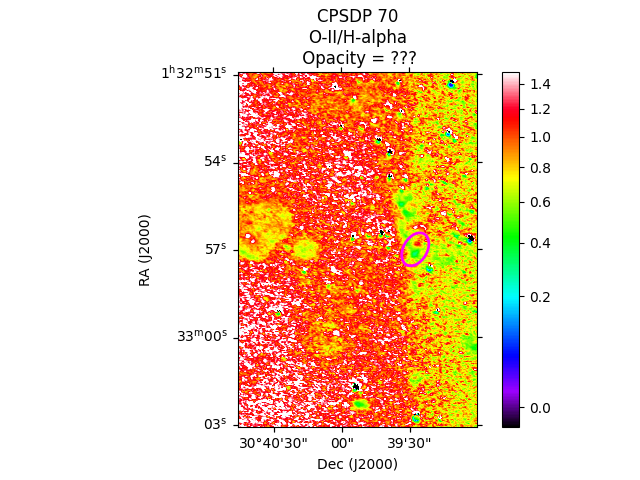 CPSDP 70
O-II/H-alpha
Opacity = ???
1ʰ32ᵐ51ˢ
54ˢ
57ˢ
33ᵐ00ˢ
03ˢ
30°40'30" 00" 39'30"
RA (J2000)
Dec (J2000)
1.4
1.2
1.0
0.8
0.6
0.4
0.2
0.0